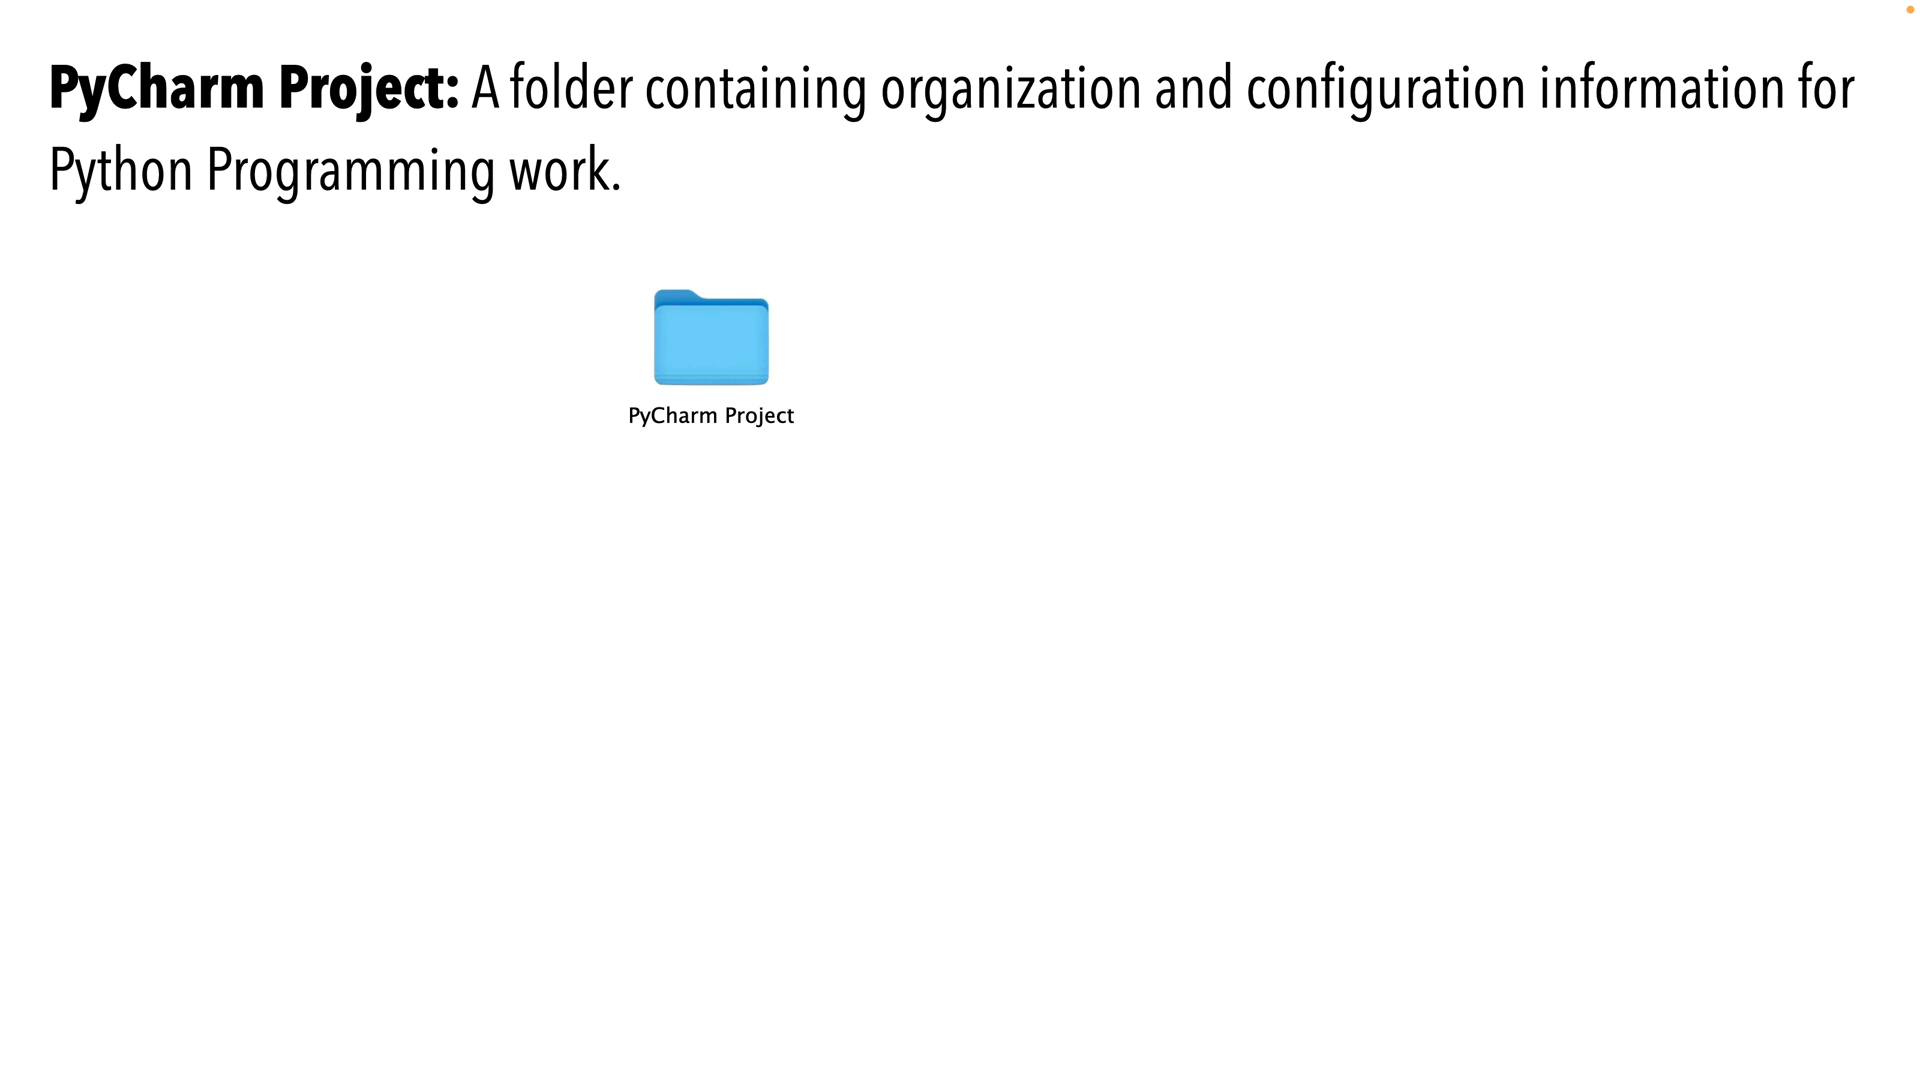 PyCharm Project: A folder containing organization and configuration information for
Python Programming work.
PyCharm Project